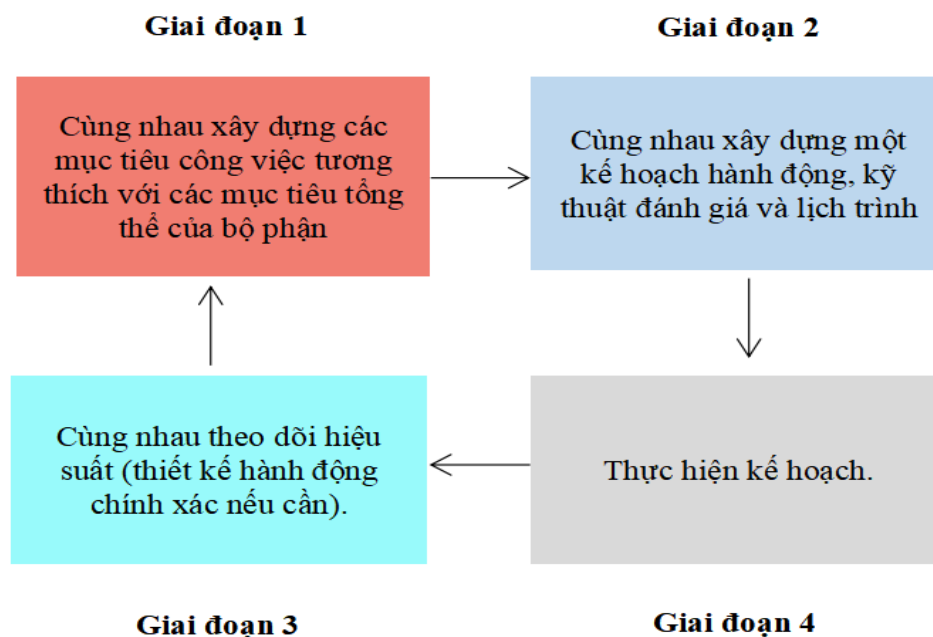 Giai đoạn 1
Giai đoạn 2
Cùng nhau xây dựng các
mục tiêu công việc tương
thích với các mục tiêu tổng
thể của bộ phận
Cùng nhau xây dựng một
kế hoạch hành động, kỹ
thuật đánh giá và lịch trình
Cùng nhau theo dõi hiệu
suất (thiết kế hành động
chính xác nếu cần).
Thực hiện kế hoạch.
Giai đoạn 3
Giai đoạn 4